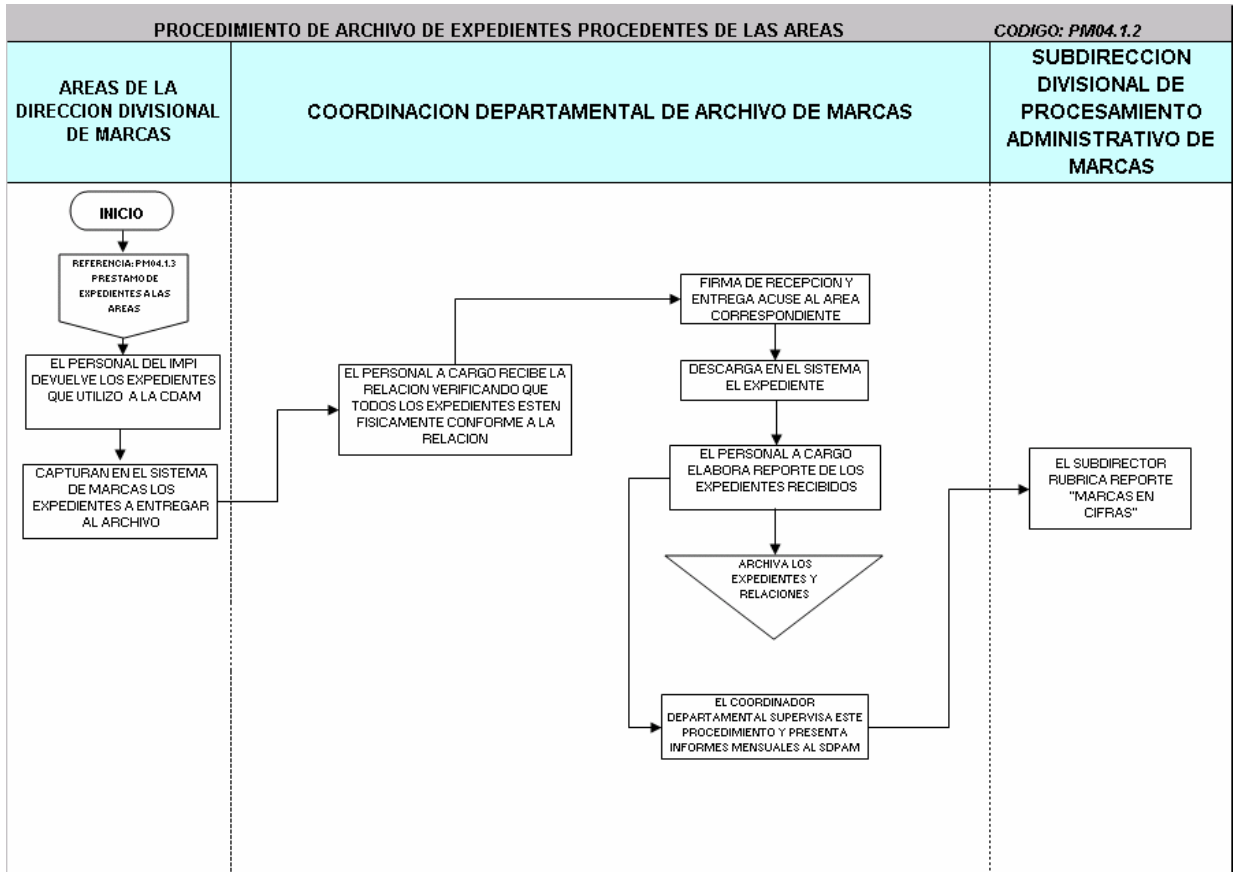 PROCEDIMIENTO DE ARCHIVO DE EXPEDIENTES PROCEDENTES DE LAS AREAS
CODIGO: PM04.1.2
AREAS DE LA
DIRECCION DIVISIONAL
DE MARCAS
COORDINACION DEPARTAMENTAL DE ARCHIVO DE MARCAS
SUBDIRECCION
DIVISIONAL DE
PROCESAMIENTO
ADMINISTRATIVO DE
MARCAS
INICIO
REFERENCIA: PM04.1.3
PRESTAMO DE
EXPEDIENTES A LAS
AREAS
EL PERSONAL DEL IMPI
DEVUELVE LOS EXPEDIENTES
QUE UTILIZO A LA CDAM
CAPTURAN EN EL SISTEMA
DE MARCAS LOS
EXPEDIENTES A ENTREGAR
AL ARCHIVO
EL PERSONAL A CARGO RECIBE LA
RELACION VERIFICANDO QUE
TODOS LOS EXPEDIENTES ESTEN
FISICAMENTE CONFORME A LA
RELACION
FIRMA DE RECEPCION Y
ENTREGA ACUSE AL AREA
CORRESPONDIENTE
DESCARGA EN EL SISTEMA
EL EXPEDIENTE
EL PERSONAL A CARGO
ELABORA REPORTE DE LOS
EXPEDIENTES RECIBIDOS
ARCHIVA LOS
EXPEDIENTES Y
RELACIONES
EL COORDINADOR
DEPARTAMENTAL SUPERVISA ESTE
PROCEDIMIENTO Y PRESENTA
INFORMES MENSUALES AL SDPAM
EL SUBDIRECTOR
RUBRICA REPORTE
"MARCAS EN
CIFRAS"